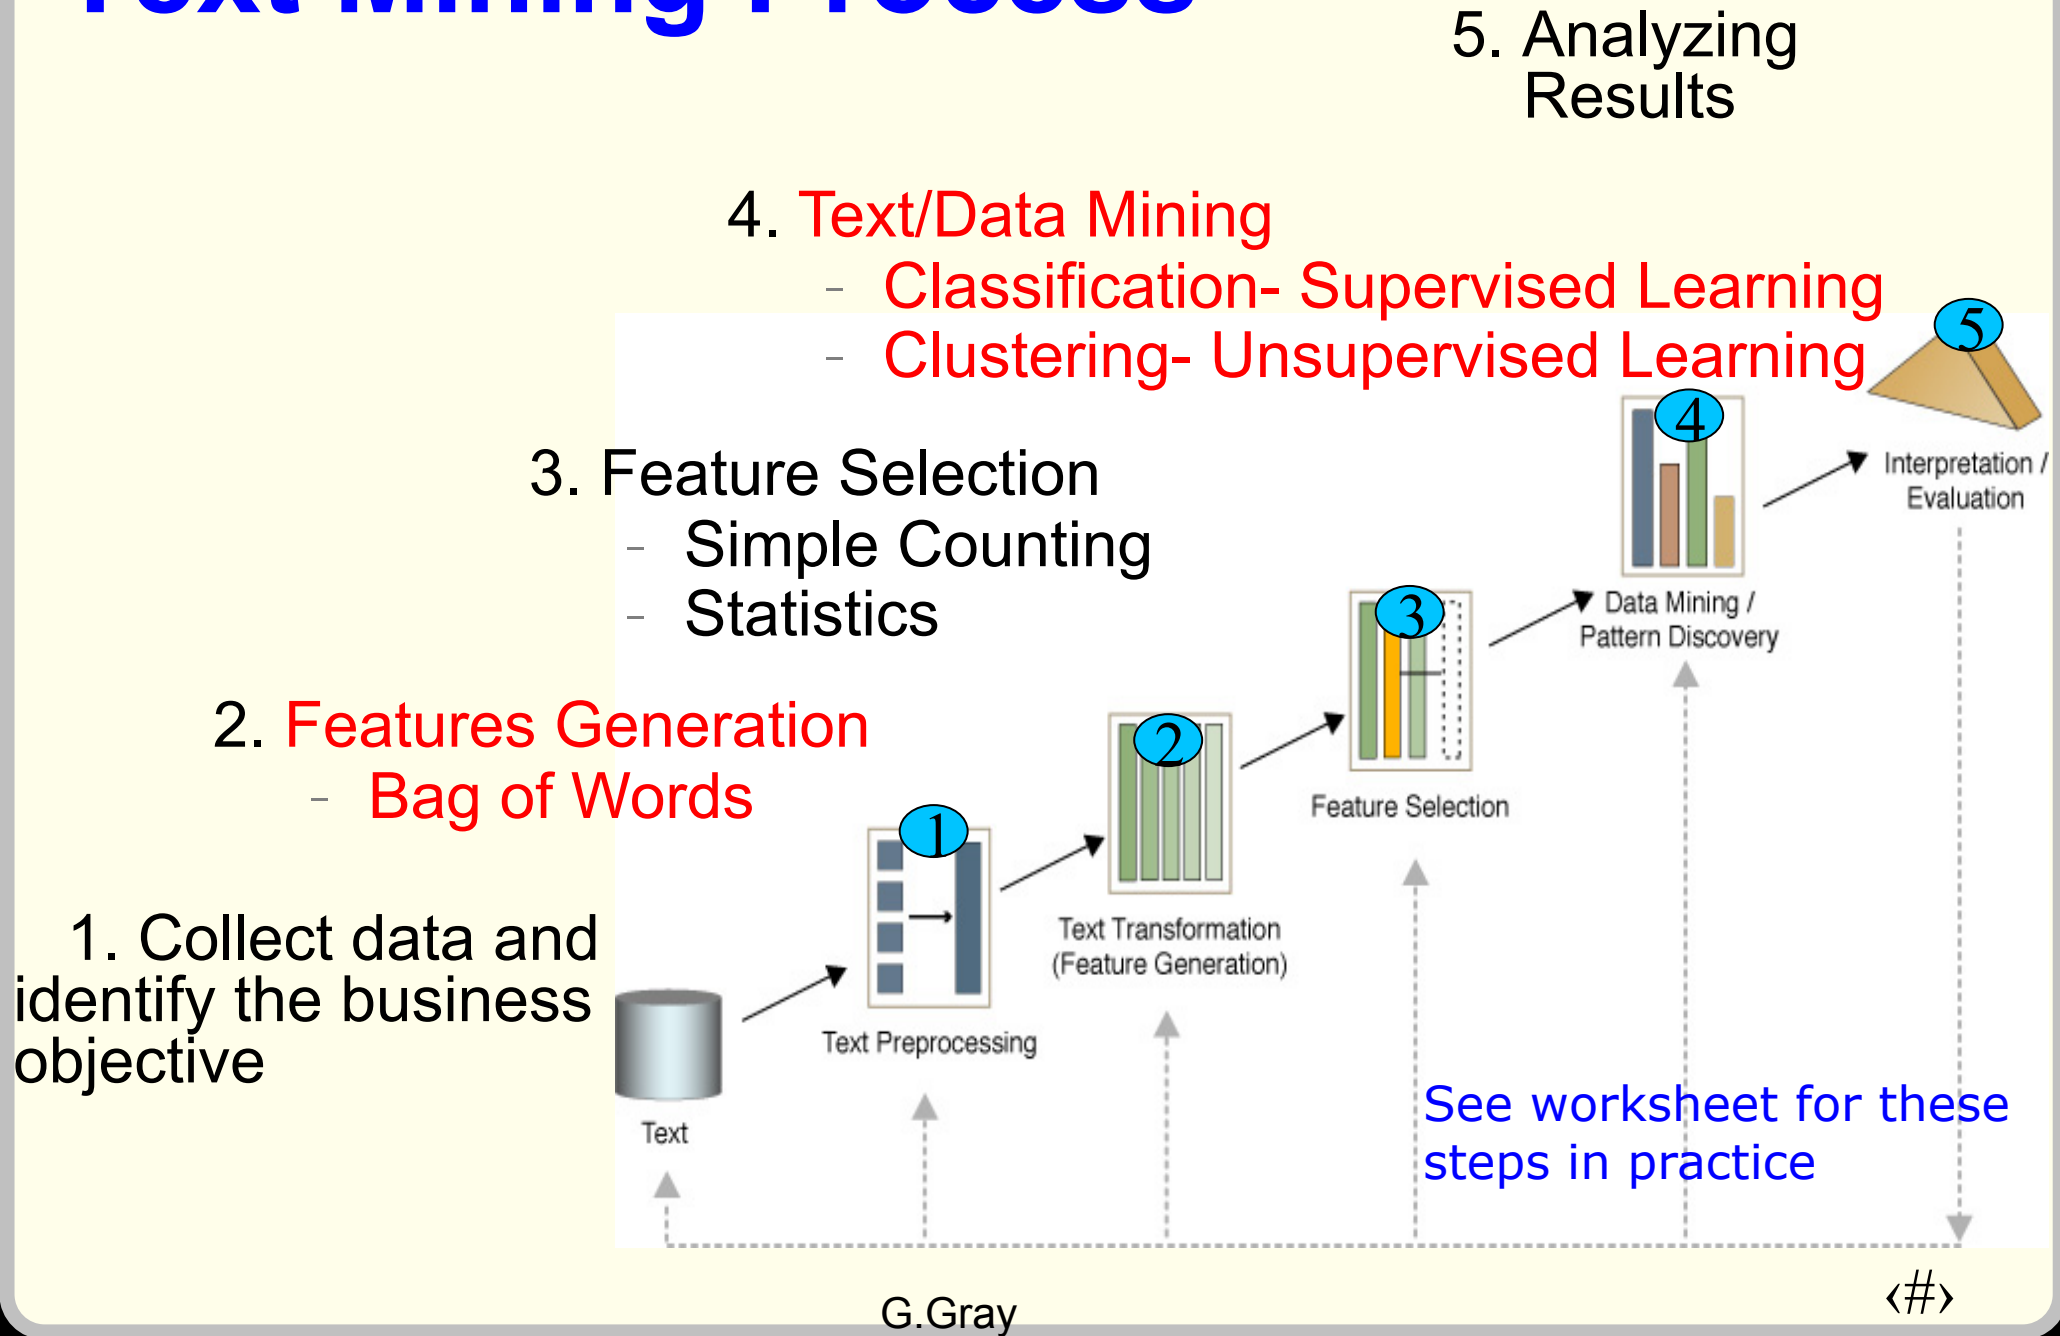 Text Mining Process
5. Analyzing
Results
4. Text/Data Mining
- Classification- Supervised Learning
- Clustering- Unsupervised Learning
3. Feature Selection
- Simple Counting
- Statistics
2. Features Generation
- Bag of Words
1. Collect data and
identify the business
objective
5
Interpretation /
Evaluation
4
Data Mining /
Pattern Discovery
3
Feature Selection
2
Text Transformation
(Feature Generation)
1
Text Preprocessing
Text
See worksheet for these
steps in practice
G.Gray
‹#›